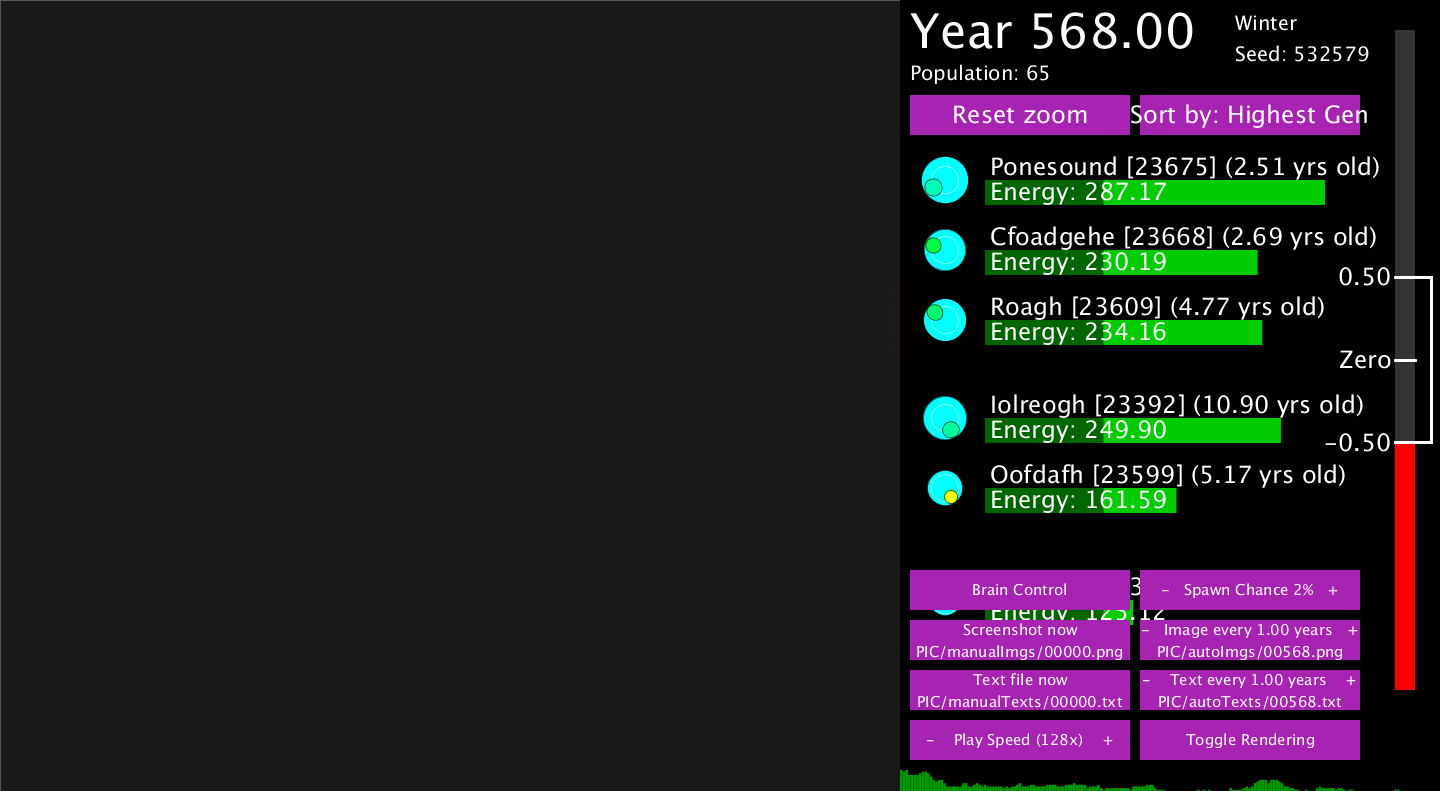 Year 568.00
Winter
Seed: 532579
Population: 65
Reset zoom
Sort by: Highest Gen
Ponesound [23675] (2.51 yrs old)
Energy: 287.17
Cfoadgehe [23668] (2.69 yrs old)
Energy: 230.19
0.50
Roagh [23609] (4.77 yrs old)
Energy: 234.16
Zero
Iolreogh [23392] (10.90 yrs old)
Energy: 249.90
-0.50
Oofdafh [23599] (5.17 yrs old)
Energy: 161.59
Brain Control
- Spawn Chance 2% +
Energy: 125.12
Screenshot now
PIC/manualImgs/00000.png
- Image every 1.00 years +
PIC/autoImgs/00568.png
Text file now
PIC/manualTexts/00000.txt
- Text every 1.00 years +
PIC/autoTexts/00568.txt
- Play Speed (128x) +
Toggle Rendering